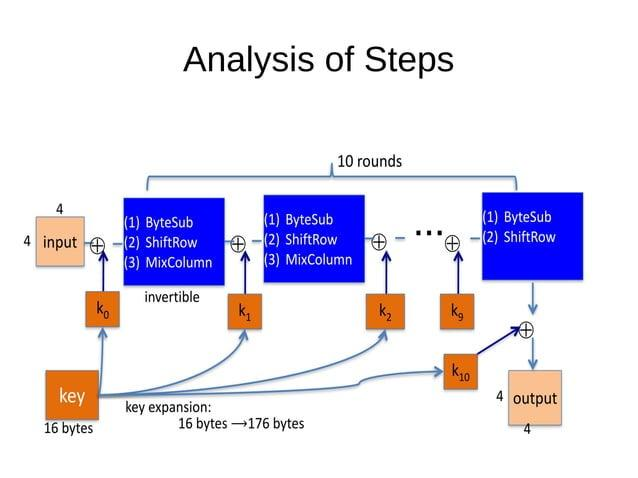 Analysis of Steps
10 rounds
4
4 input
(1) ByteSub
(2) ShiftRow
(3) MixColumn
(1) ByteSub
(2) ShiftRow
(3) MixColumn
...
(1) ByteSub
(2) ShiftRow
invertible
k0
k1
k2
k9
k10
key
16 bytes
key expansion:
16 bytes →176 bytes
4 output
4